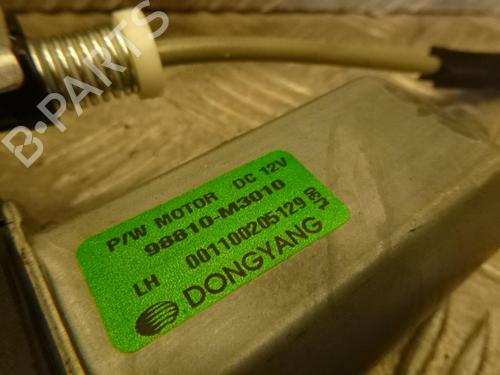 B-PARTS
P/W MOTOR DC 12V
98810-M3010
LH 001100205129
DONGYANG